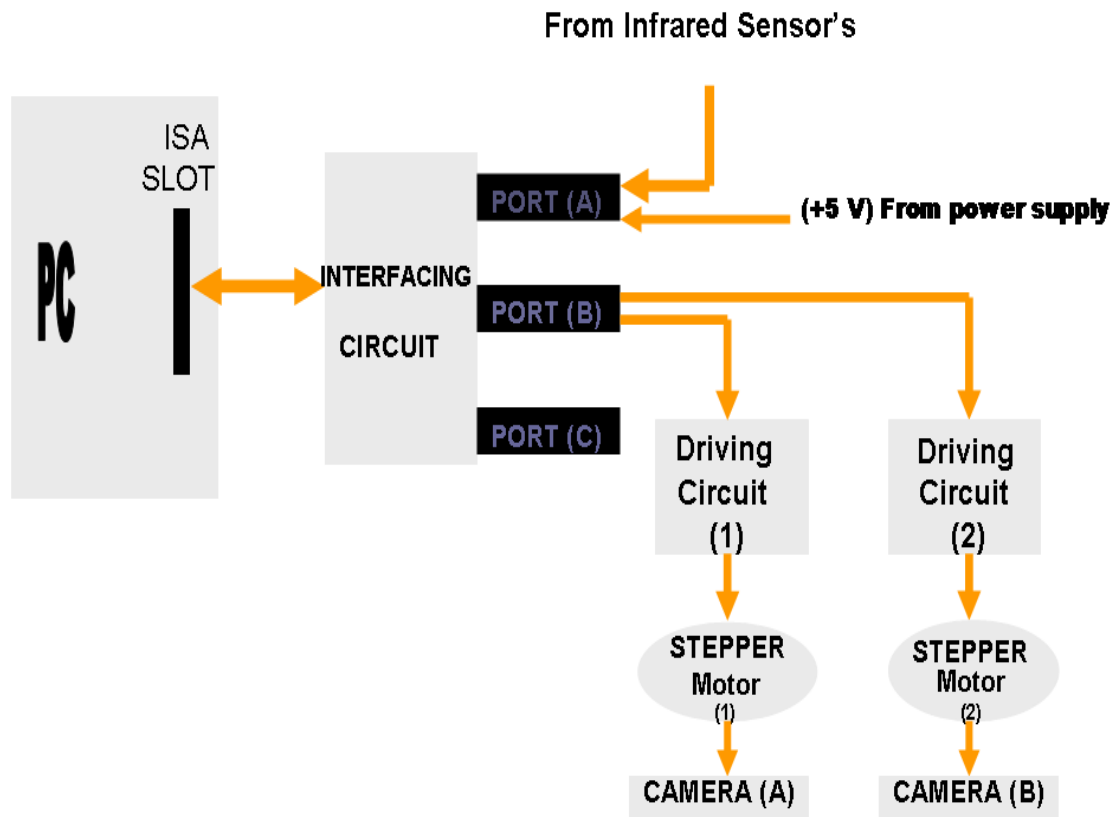 From Infrared Sensor's
ISA
SLOT
PC
INTERFACING
CIRCUIT
PORT (A)
(+5 V) From power supply
PORT (B)
PORT (C)
Driving
Circuit
(1)
Driving
Circuit
(2)
STEPPER
Motor
(1)
STEPPER
Motor
(2)
CAMERA (A)
CAMERA (B)